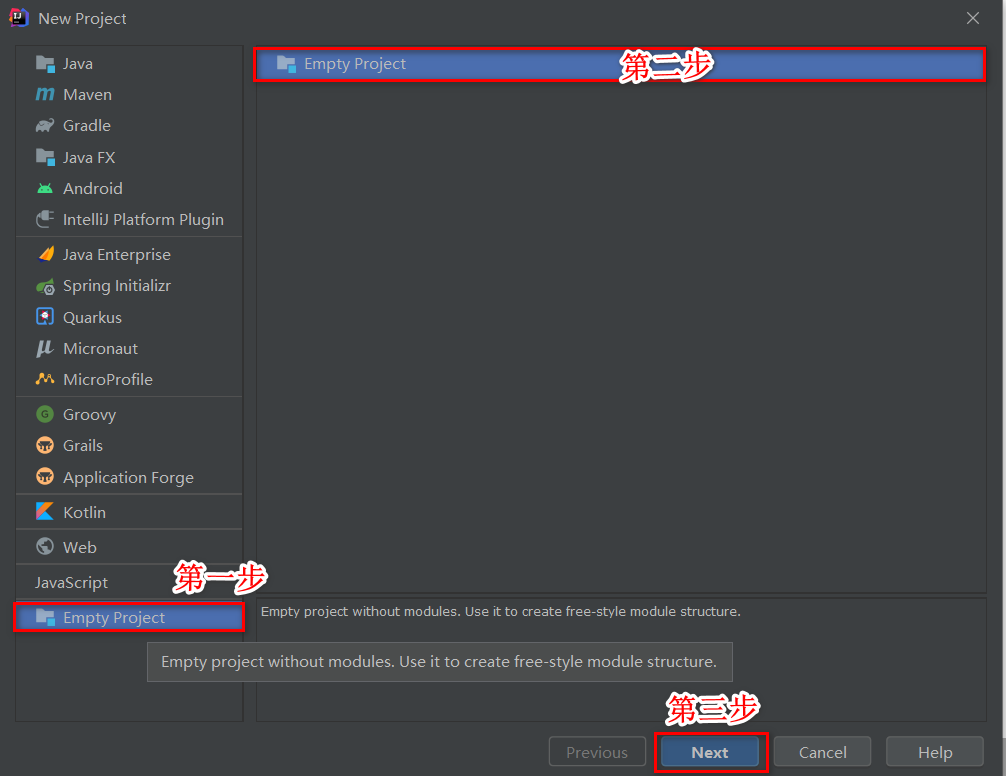 New Project
Java
Maven
Gradle
Java FX
Android
IntelliJ Platform Plugin
Java Enterprise
Spring Initializr
Quarkus
Micronaut
MicroProfile
Groovy
Grails
Application Forge
Kotlin
Web
JavaScript
第一步
Empty Project
Empty Project
第二步
Empty project without modules. Use it to create free-style module structure.
Empty project without modules. Use it to create free-style module structure.
第三步
Previous
Next
Cancel
Help